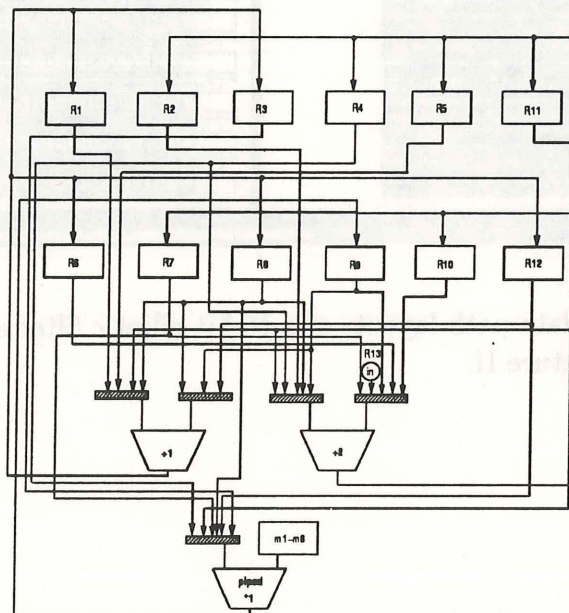 R1 R2 R3 R4 R5 R11
R6 R7 R8 R9 R10 R12
R13
in
+1 +2
m1-m8
piped
*1